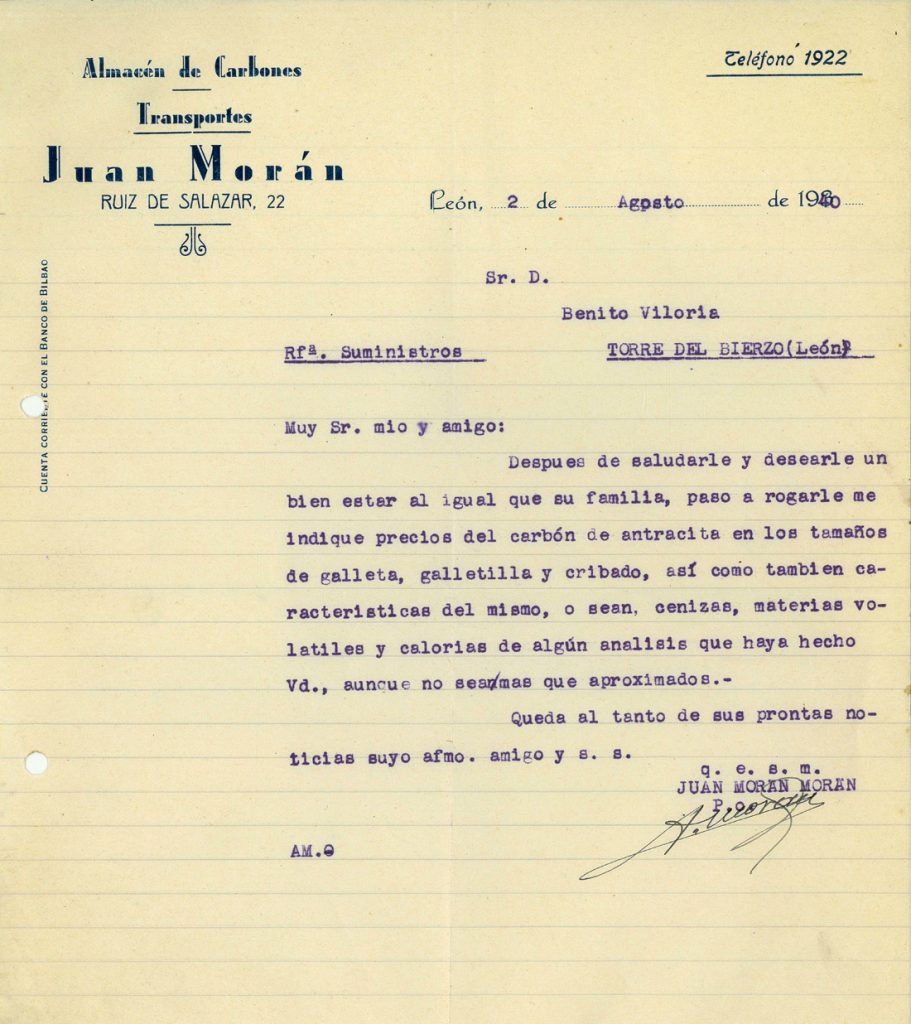 Almacén de Carbones
Transportes
Juan Morán
RUIZ DE SALAZAR, 22
Teléfono 1922
León, 2 de Agosto de 1940
CUENTA CORRIENTE CON EL BANCO DE BILBAO
Sr. D.
Benito Viloria
Rfª. Suministros TORRE DEL BIERZO(León)
Muy Sr. mio y amigo:
Despues de saludarle y desearle un
bien estar al igual que su familia, paso a rogarle me
indique precios del carbón de antracita en los tamaños
de galleta, galletilla y cribado, así como tambien ca-
racteristicas del mismo, o sean, cenizas, materias vo-
latiles y calorias de algún analisis que haya hecho
Vd., aunque no sean/mas que aproximados.-
Queda al tanto de sus prontas no-
ticias suyo afmo. amigo y s. s.
q. e. s. m.
JUAN MORAN MORAN
P.o.
A. Moran
AM.